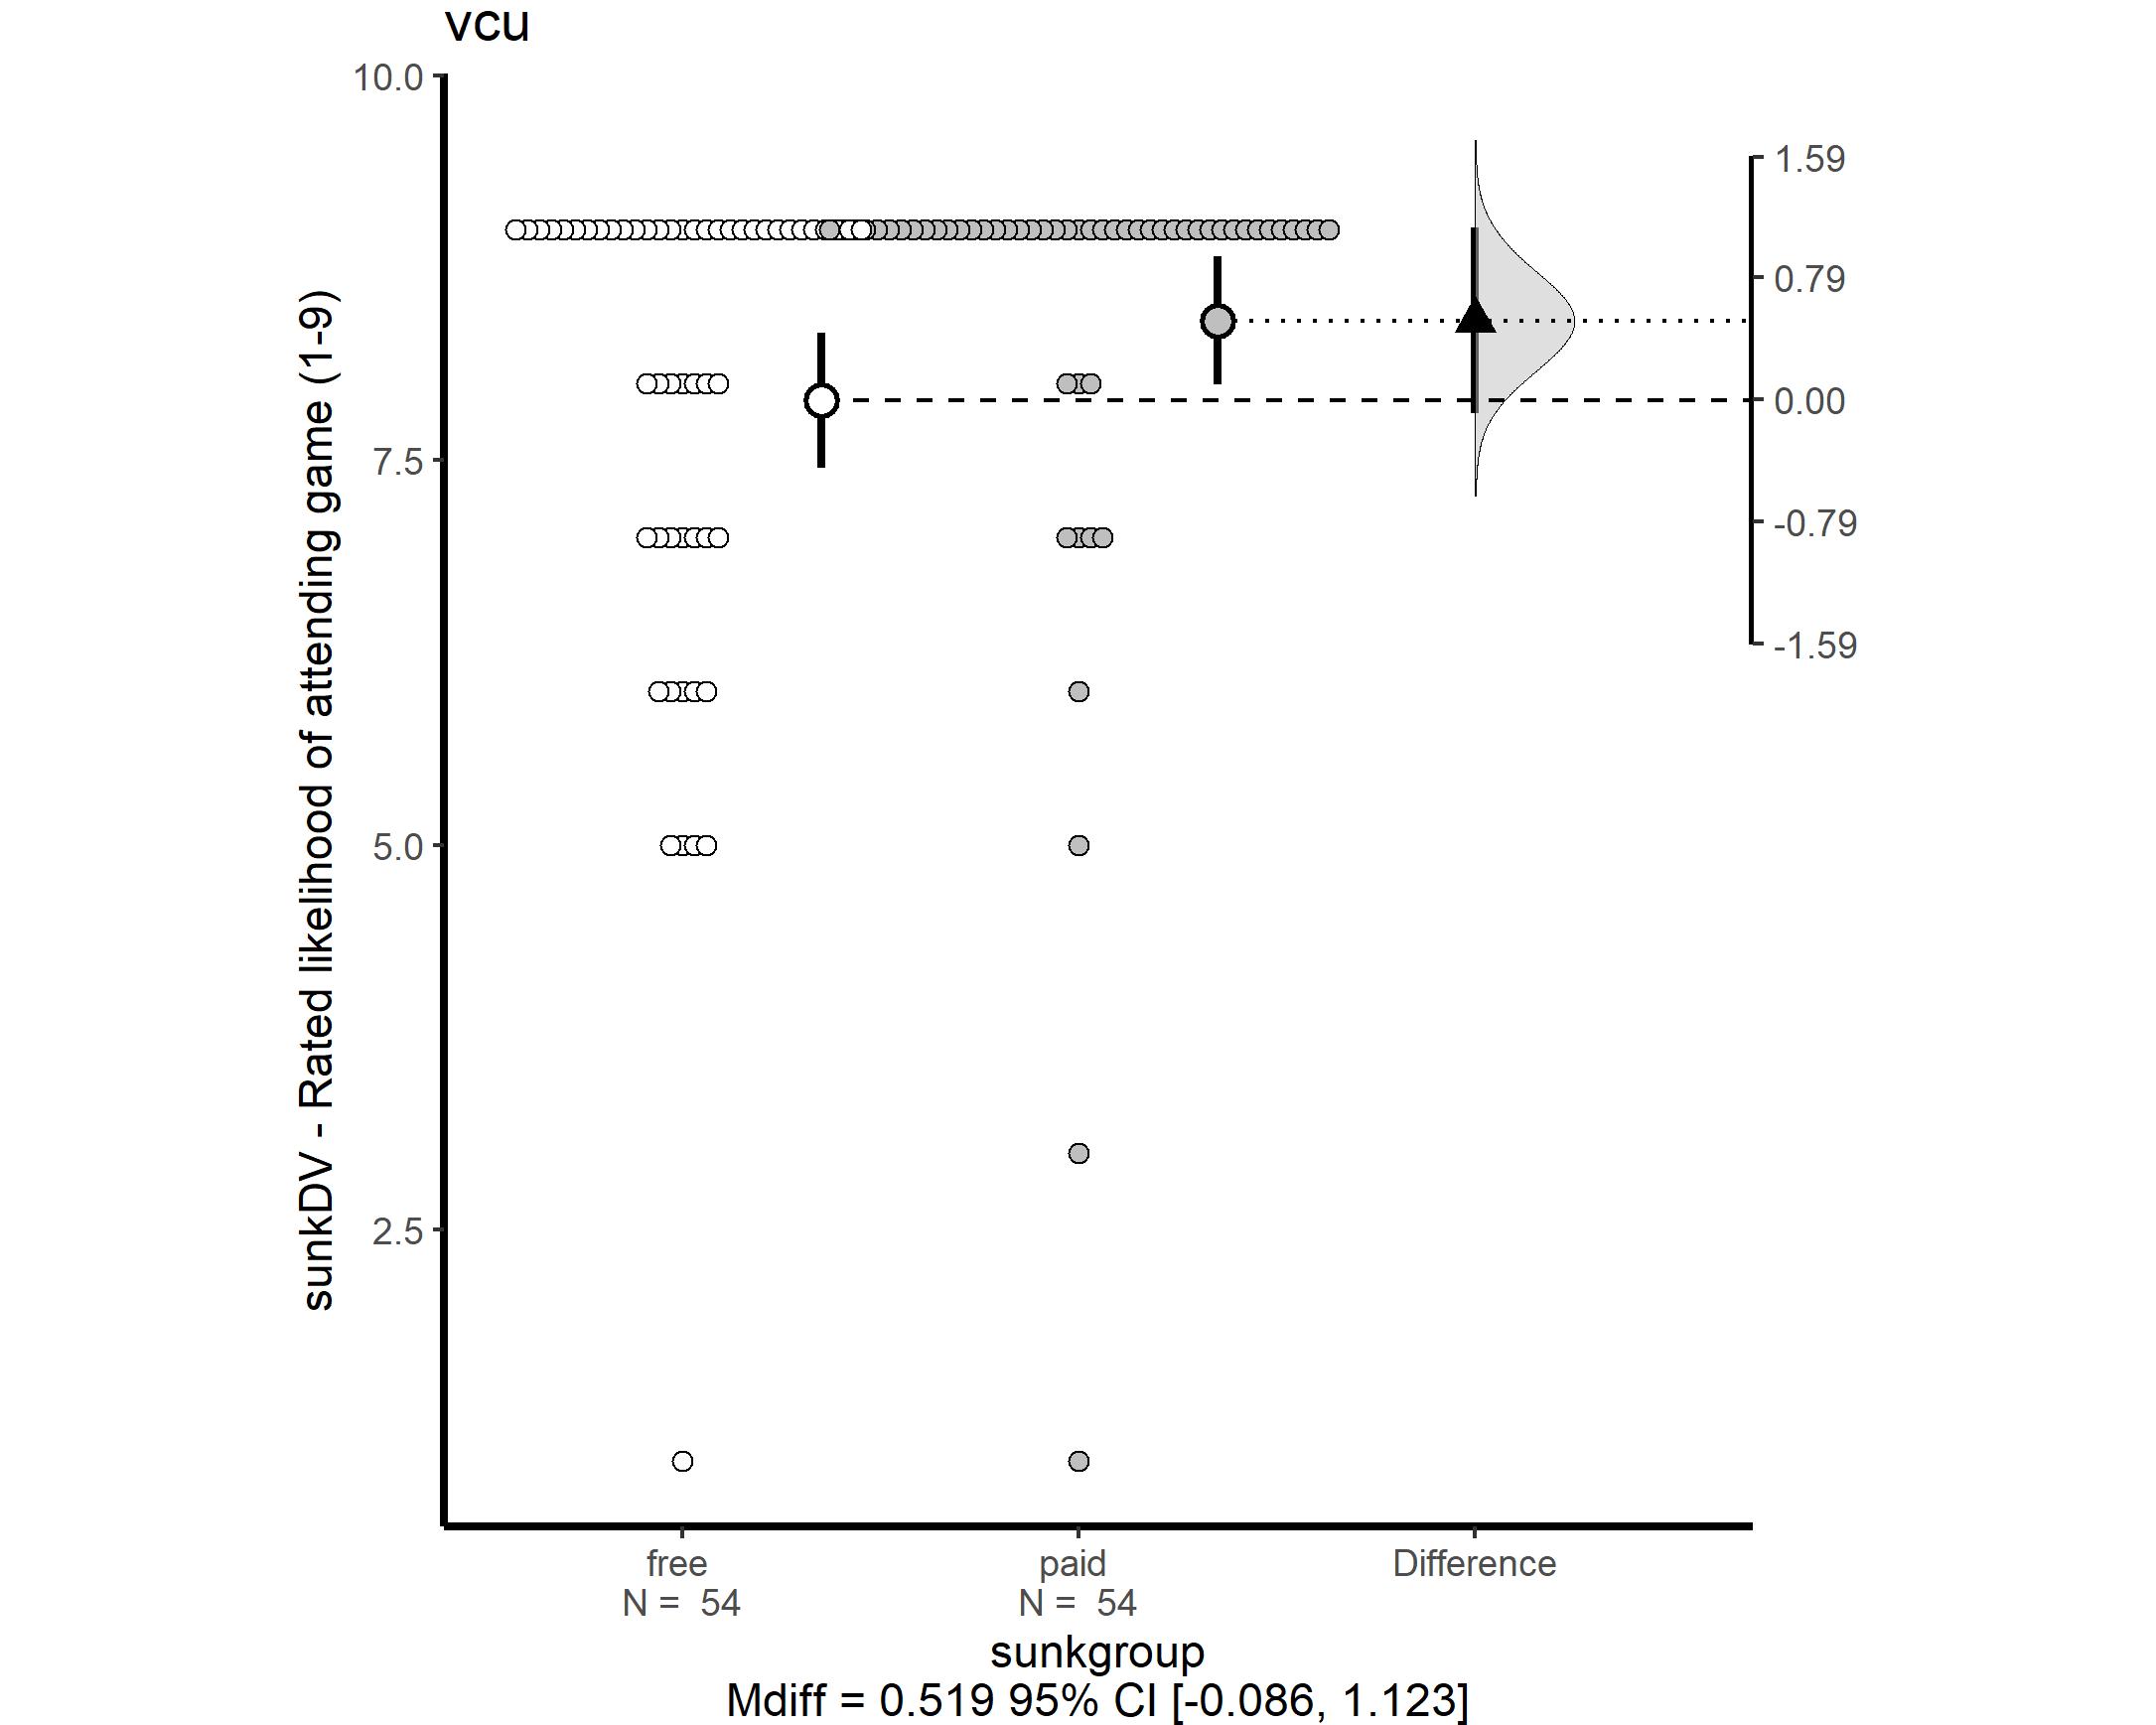 vcu
10.0
7.5
5.0
2.5
sunkDV - Rated likelihood of attending game (1-9)
1.59
0.79
0.00
-0.79
-1.59
free
N = 54
paid
N = 54
Difference
sunkgroup
Mdiff = 0.519 95% CI [-0.086, 1.123]